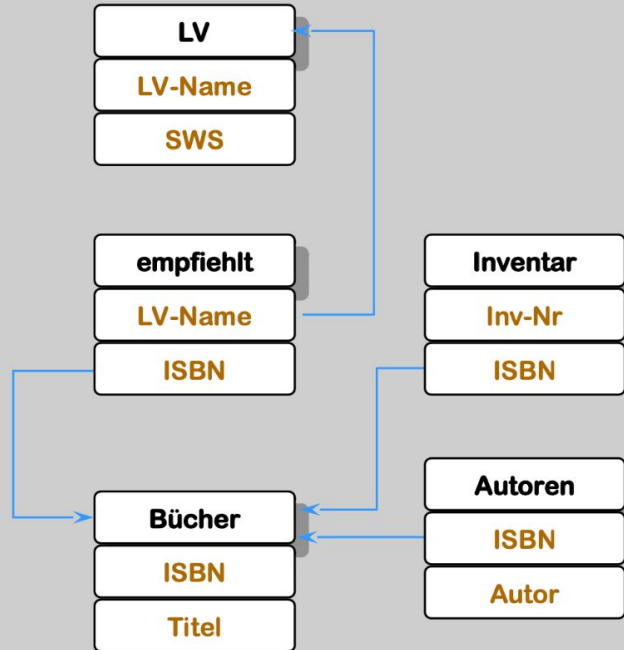 LV
LV-Name
SWS
empfiehlt
LV-Name
ISBN
Inventar
Inv-Nr
ISBN
Bücher
ISBN
Titel
Autoren
ISBN
Autor